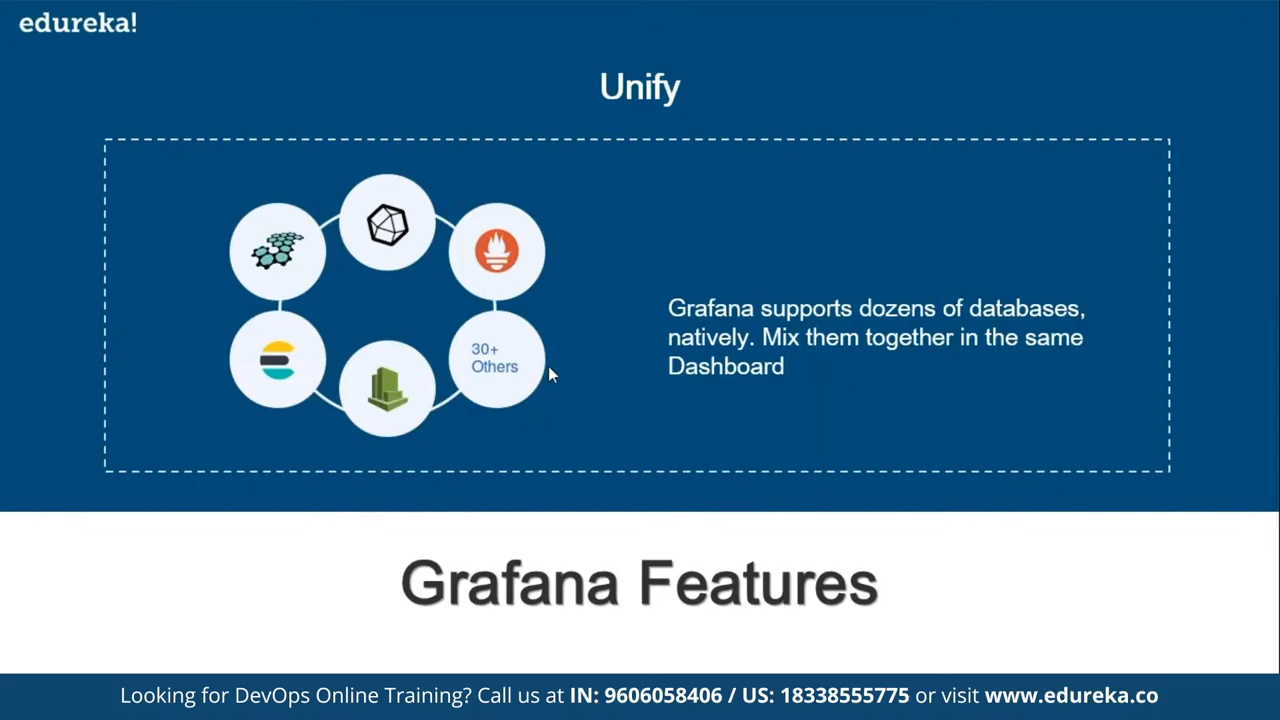 edureka!
Unify
30+
Others
Grafana supports dozens of databases,
natively. Mix them together in the same
Dashboard
Grafana Features
Looking for DevOps Online Training? Call us at IN: 9606058406 / US: 18338555775 or visit www.edureka.co